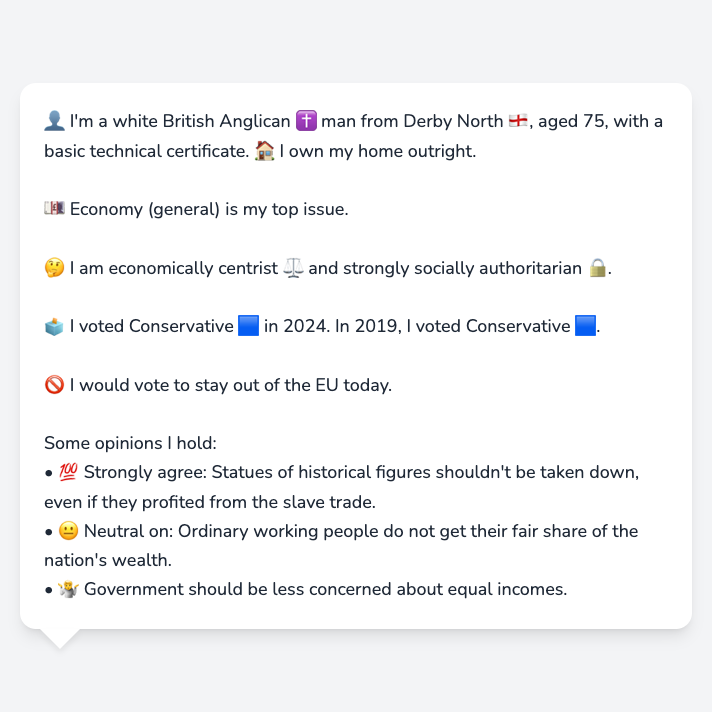 👤 I'm a white British Anglican ✝️ man from Derby North 🏴󠁧󠁢󠁥󠁮󠁧󠁿, aged 75, with a
basic technical certificate. 🏠 I own my home outright.
💷 Economy (general) is my top issue.
🤔 I am economically centrist ⚖️ and strongly socially authoritarian 🔒.
🗳️ I voted Conservative 🟦 in 2024. In 2019, I voted Conservative 🟦.
🚫 I would vote to stay out of the EU today.
Some opinions I hold:
• 💯 Strongly agree: Statues of historical figures shouldn't be taken down,
even if they profited from the slave trade.
• 😐 Neutral on: Ordinary working people do not get their fair share of the
nation's wealth.
• 🤷 Government should be less concerned about equal incomes.